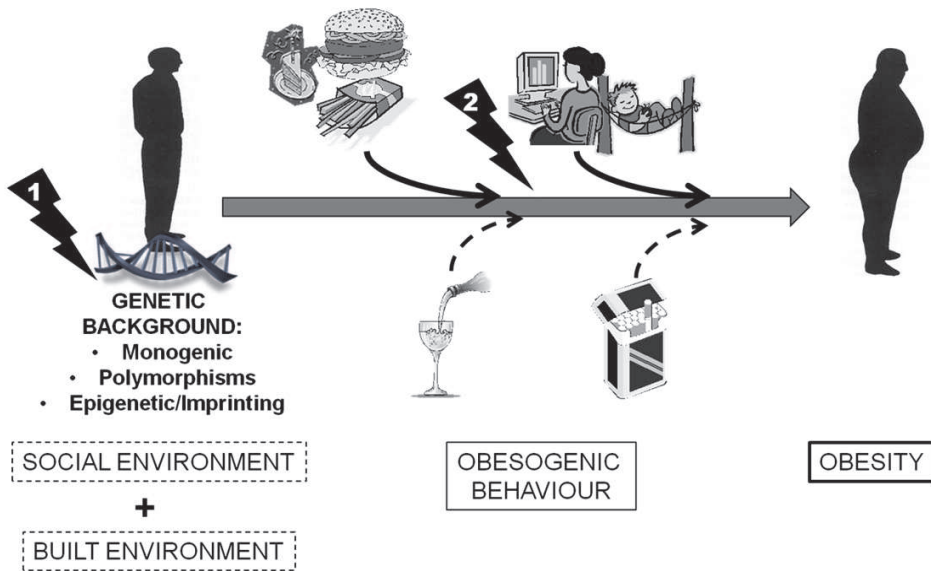 1
2
GENETIC
BACKGROUND:
• Monogenic
• Polymorphisms
• Epigenetic/Imprinting
SOCIAL ENVIRONMENT
+
BUILT ENVIRONMENT
OBESOGENIC
BEHAVIOUR
OBESITY